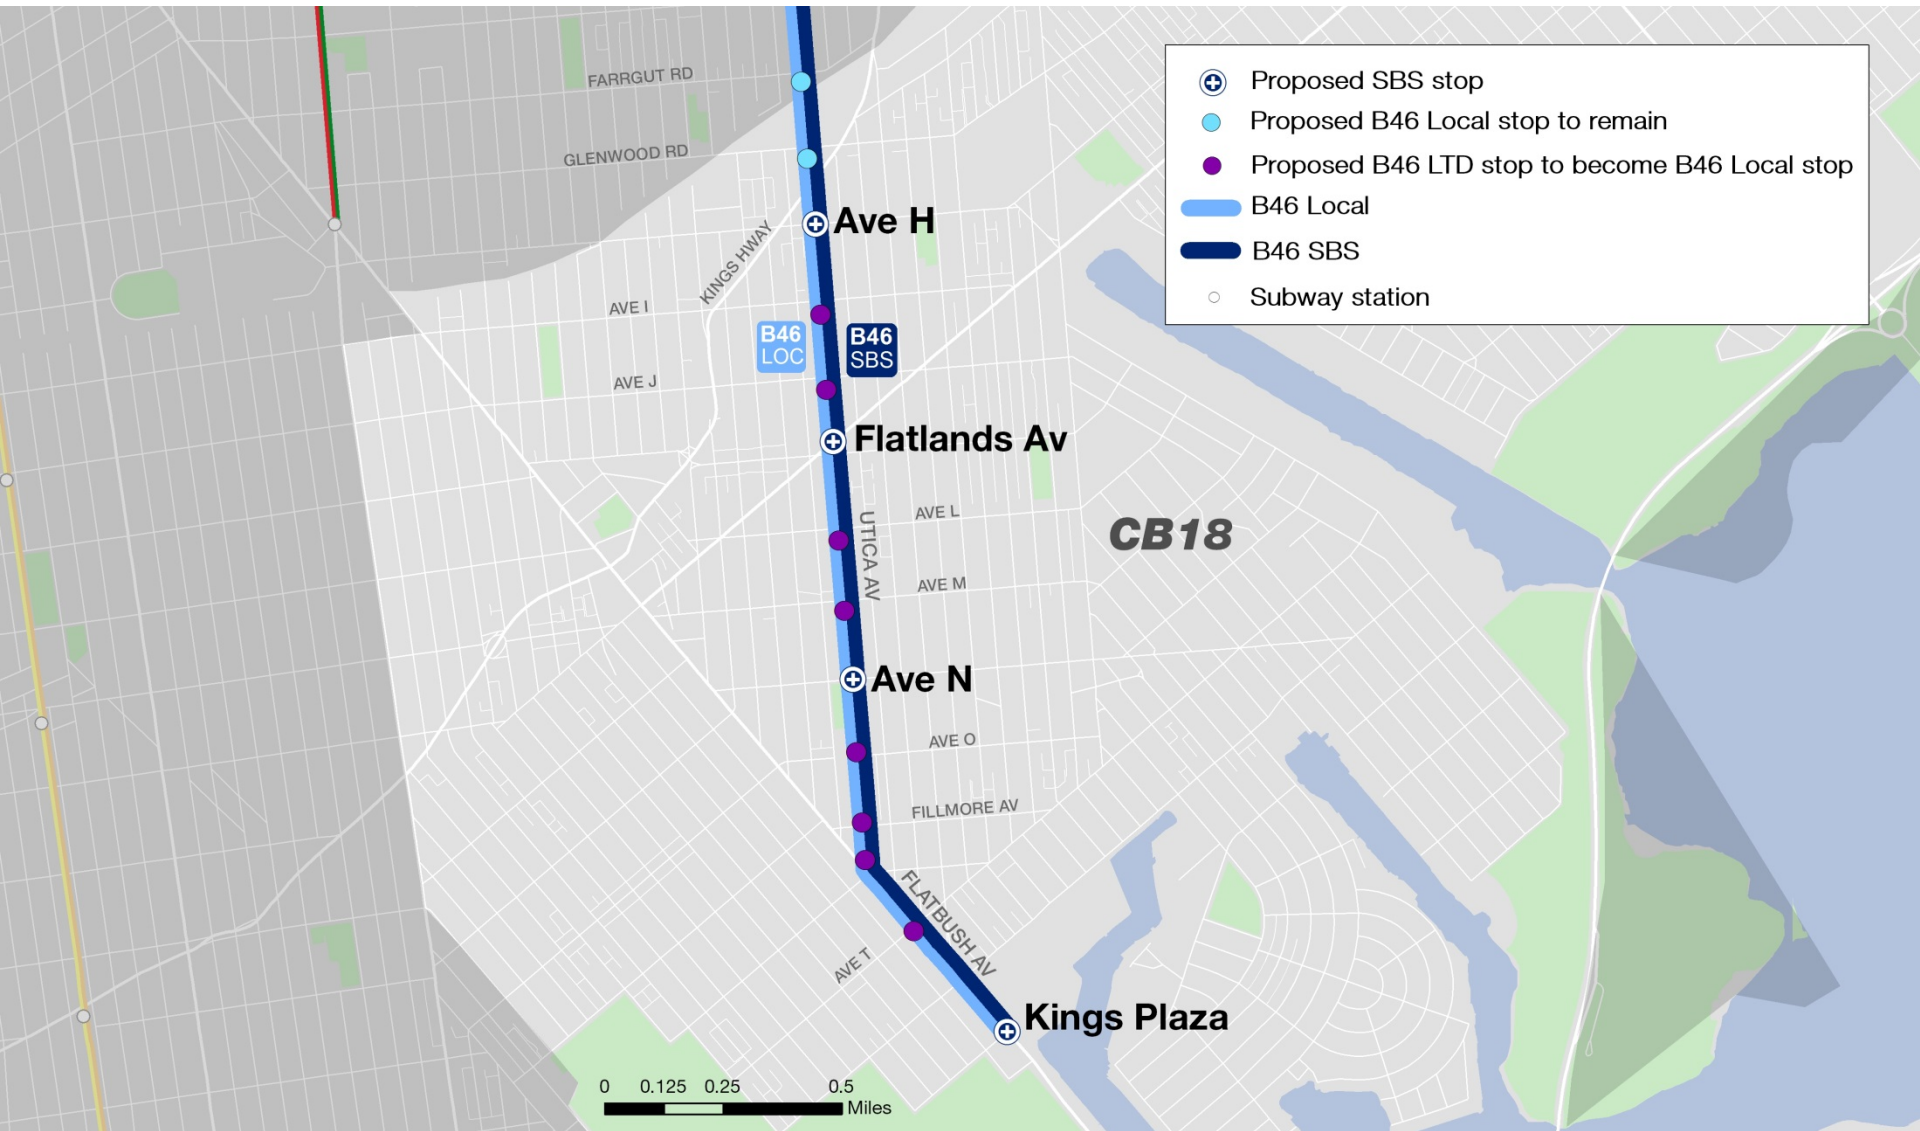 FARRGUT RD
GLENWOOD RD
Proposed SBS stop
Proposed B46 Local stop to remain
Proposed B46 LTD stop to become B46 Local stop
B46 Local
B46 SBS
Subway station
Ave H
KINGS HWAY
AVE I
B46
LOC
B46
SBS
AVE J
Flatlands Av
AVE L
UTICA AV
CB18
AVE M
Ave N
AVE O
FILLMORE AV
FLATBUSH AV
AVE T
Kings Plaza
0 0.125 0.25 0.5
Miles